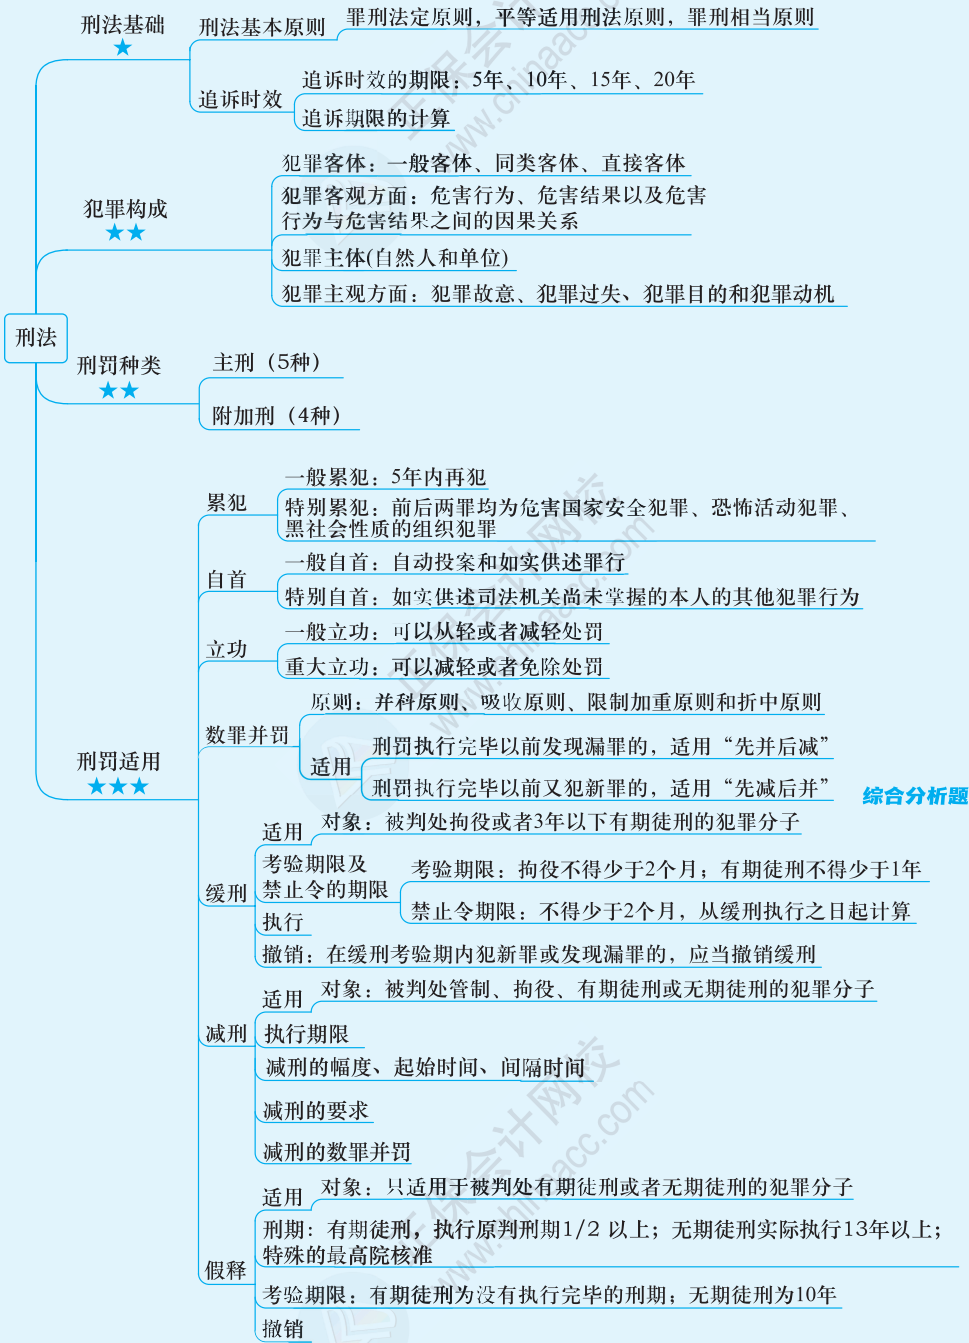 刑法基础
★
刑法基本原则
罪刑法定原则，平等适用刑法原则，罪刑相当原则
追诉时效
追诉时效的期限：5年、10年、15年、20年
追诉期限的计算
犯罪构成
★★
犯罪客体：一般客体、同类客体、直接客体
犯罪客观方面：危害行为、危害结果以及危害
行为与危害结果之间的因果关系
犯罪主体(自然人和单位)
犯罪主观方面：犯罪故意、犯罪过失、犯罪目的和犯罪动机
刑法
刑罚种类
★★
主刑（5种）
附加刑（4种）
刑罚适用
★★★
累犯
一般累犯：5年内再犯
特别累犯：前后两罪均为危害国家安全犯罪、恐怖活动犯罪、
黑社会性质的组织犯罪
自首
一般自首：自动投案和如实供述罪行
特别自首：如实供述司法机关尚未掌握的本人的其他犯罪行为
立功
一般立功：可以从轻或者减轻处罚
重大立功：可以减轻或者免除处罚
数罪并罚
原则：并科原则、吸收原则、限制加重原则和折中原则
适用
刑罚执行完毕以前发现漏罪的，适用“先并后减”
刑罚执行完毕以前又犯新罪的，适用“先减后并”
综合分析题
缓刑
适用
对象：被判处拘役或者3年以下有期徒刑的犯罪分子
考验期限及
禁止令的期限
考验期限：拘役不得少于2个月；有期徒刑不得少于1年
禁止令期限：不得少于2个月，从缓刑执行之日起计算
执行
撤销：在缓刑考验期内犯新罪或发现漏罪的，应当撤销缓刑
减刑
适用
对象：被判处管制、拘役、有期徒刑或无期徒刑的犯罪分子
执行期限
减刑的幅度、起始时间、间隔时间
减刑的要求
减刑的数罪并罚
假释
适用
对象：只适用于被判处有期徒刑或者无期徒刑的犯罪分子
刑期：有期徒刑，执行原判刑期1/2 以上；无期徒刑实际执行13年以上；
特殊的最高院核准
考验期限：有期徒刑为没有执行完毕的刑期；无期徒刑为10年
撤销
正保会计网校
www.chinaacc.com
正保会计网校
www.chinaacc.com